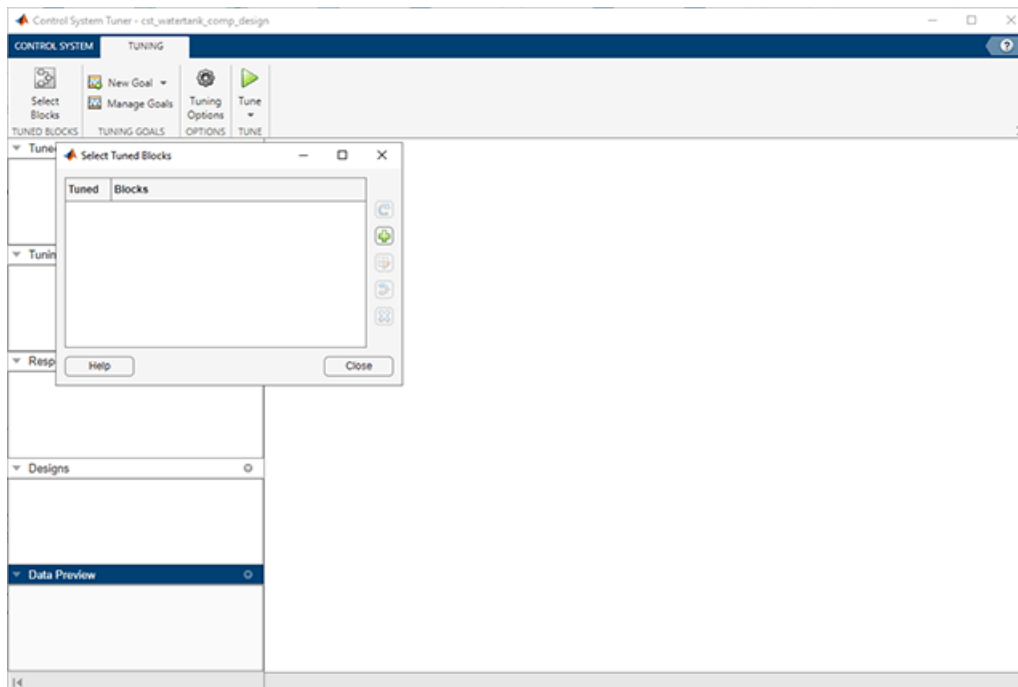 Control System Tuner - cst_watertank_comp_design
CONTROL SYSTEM TUNING
Select Blocks
New Goal
Manage Goals
Tuning Options
Tune
TUNED BLOCKS TUNING GOALS OPTIONS TUNE
Select Tuned Blocks
Tuned Blocks
Help Close
Designs
Data Preview